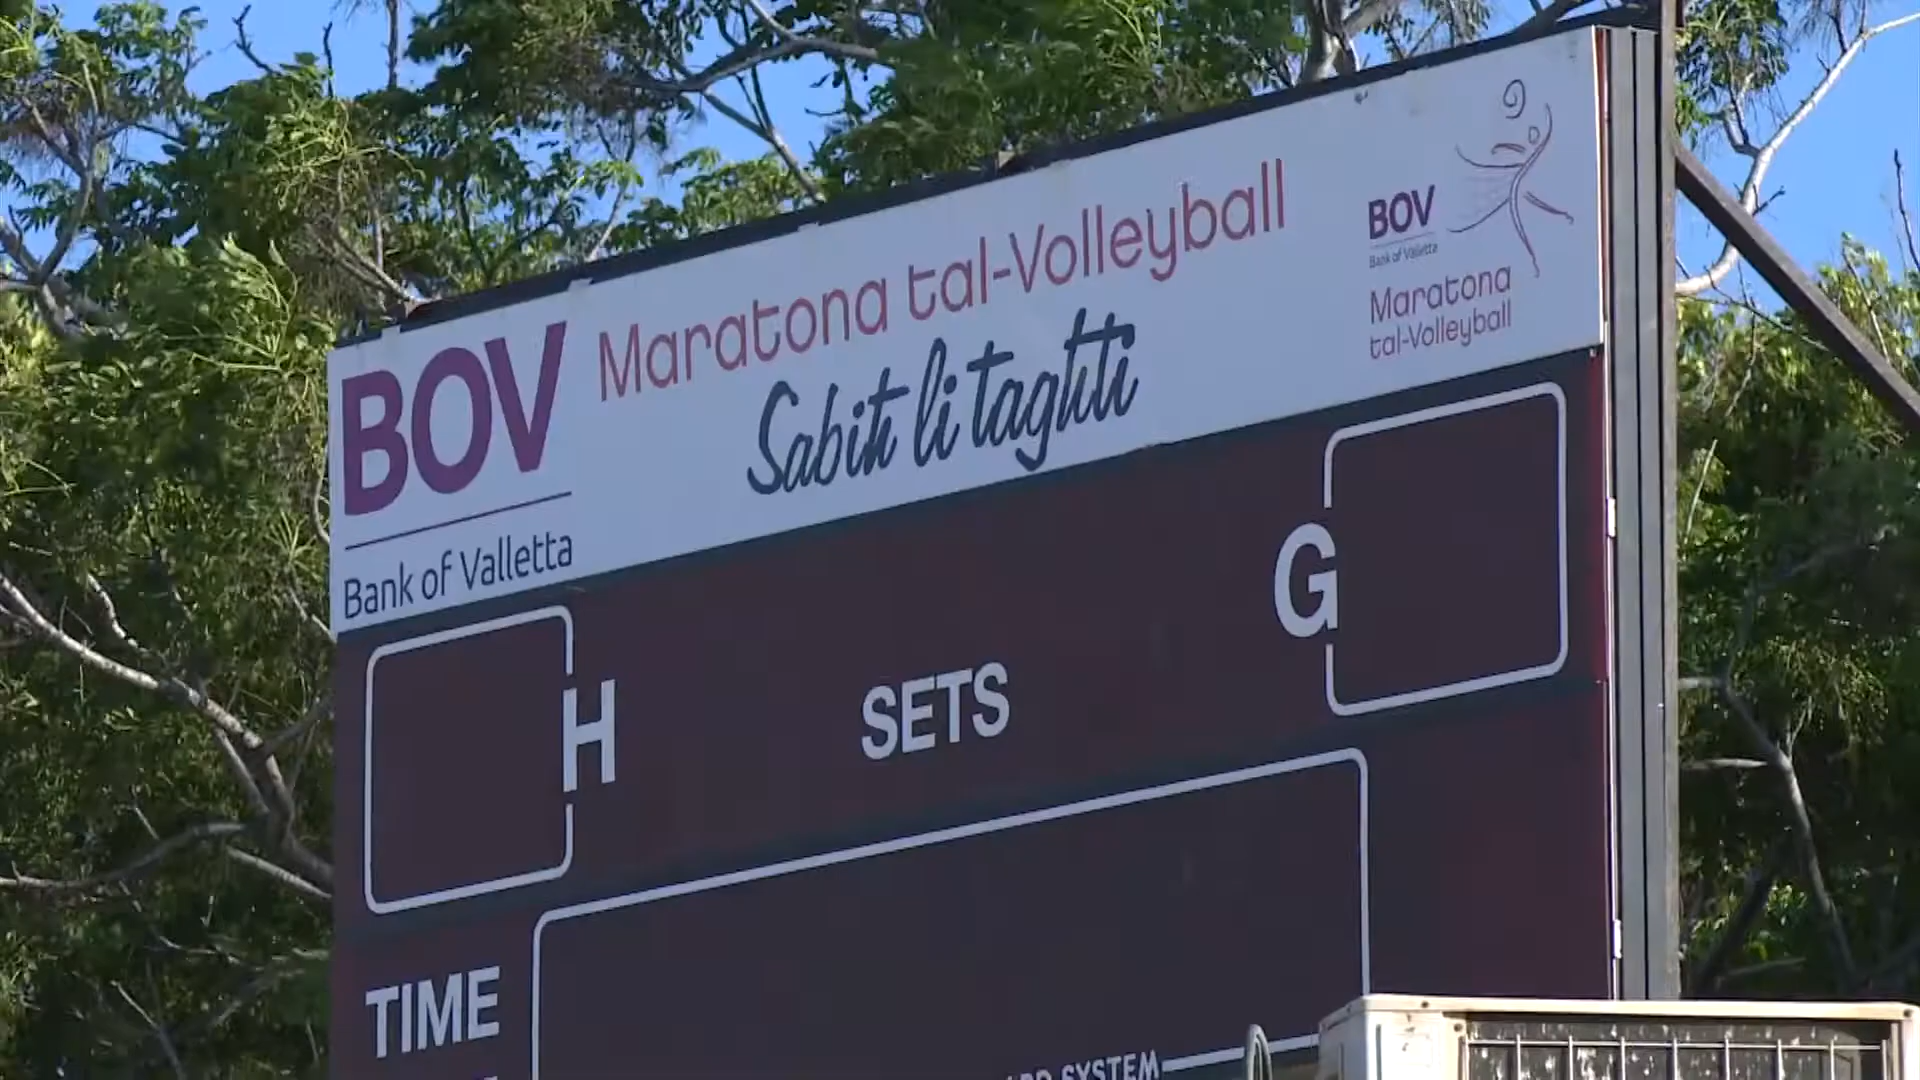 BOV
Bank of Valletta
Maratona tal-Volleyball
Sabiħ li tagħti
BOV
Bank of Valletta
Maratona
tal-Volleyball
H
SETS
G
TIME
SYSTEM